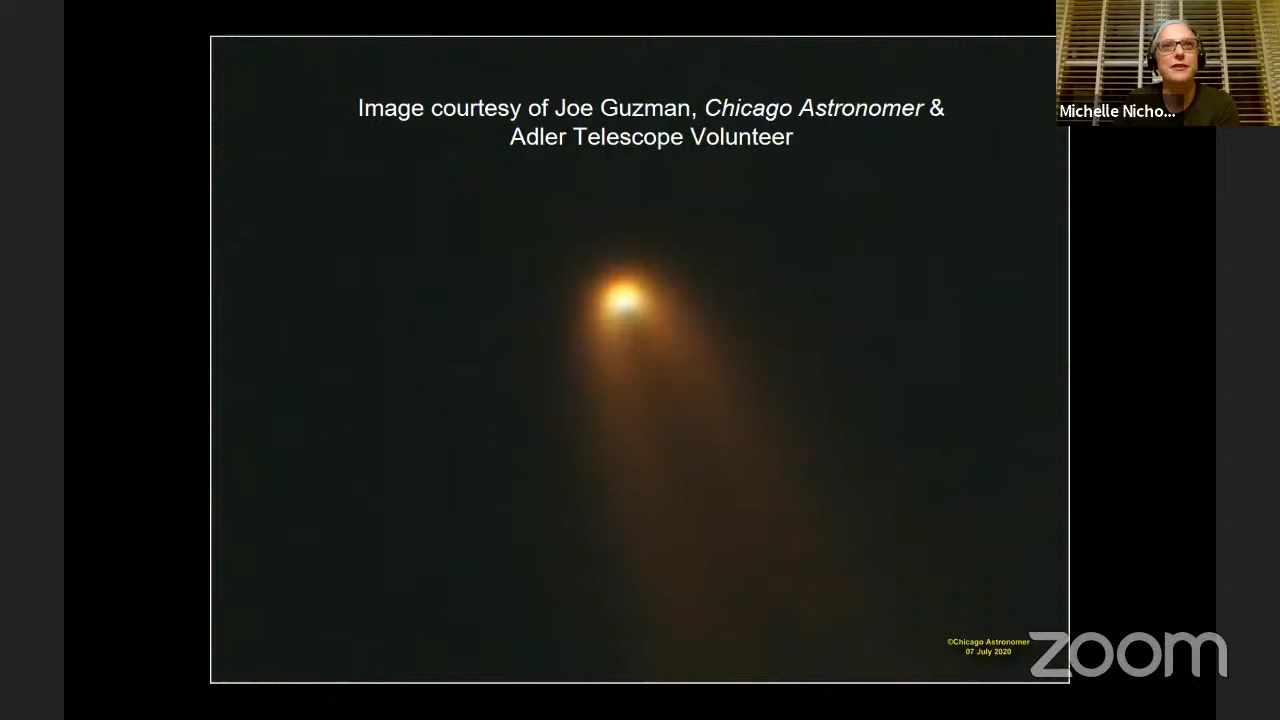 Image courtesy of Joe Guzman, Chicago Astronomer &
Adler Telescope Volunteer
Michelle Nicho...
©Chicago Astronomer
07 July 2020
zoom